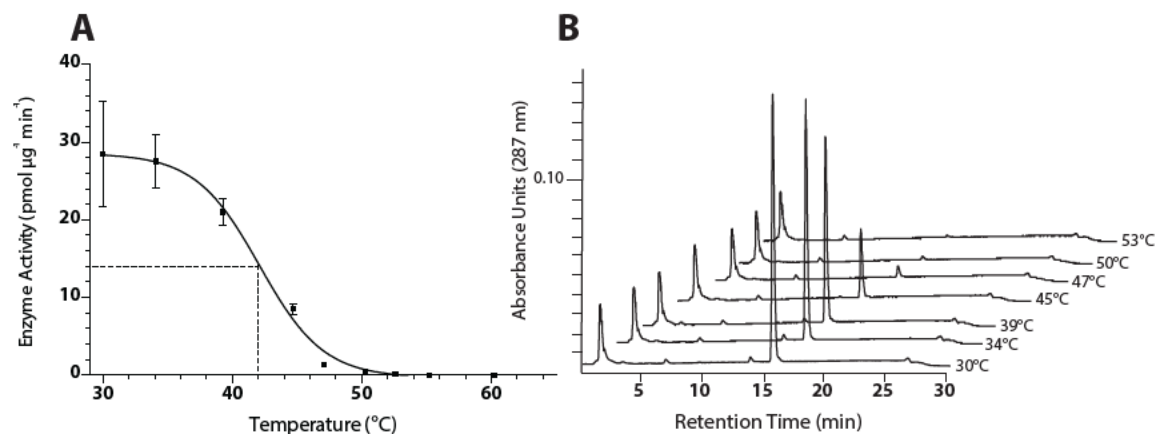 A
Enzyme Activity (pmol µg⁻¹ min⁻¹)
40
30
20
10
0
30
40
50
60
Temperature (°C)
B
Absorbance Units (287 nm)
0.10
53°C
50°C
47°C
45°C
39°C
34°C
30°C
5
10
15
20
25
30
Retention Time (min)